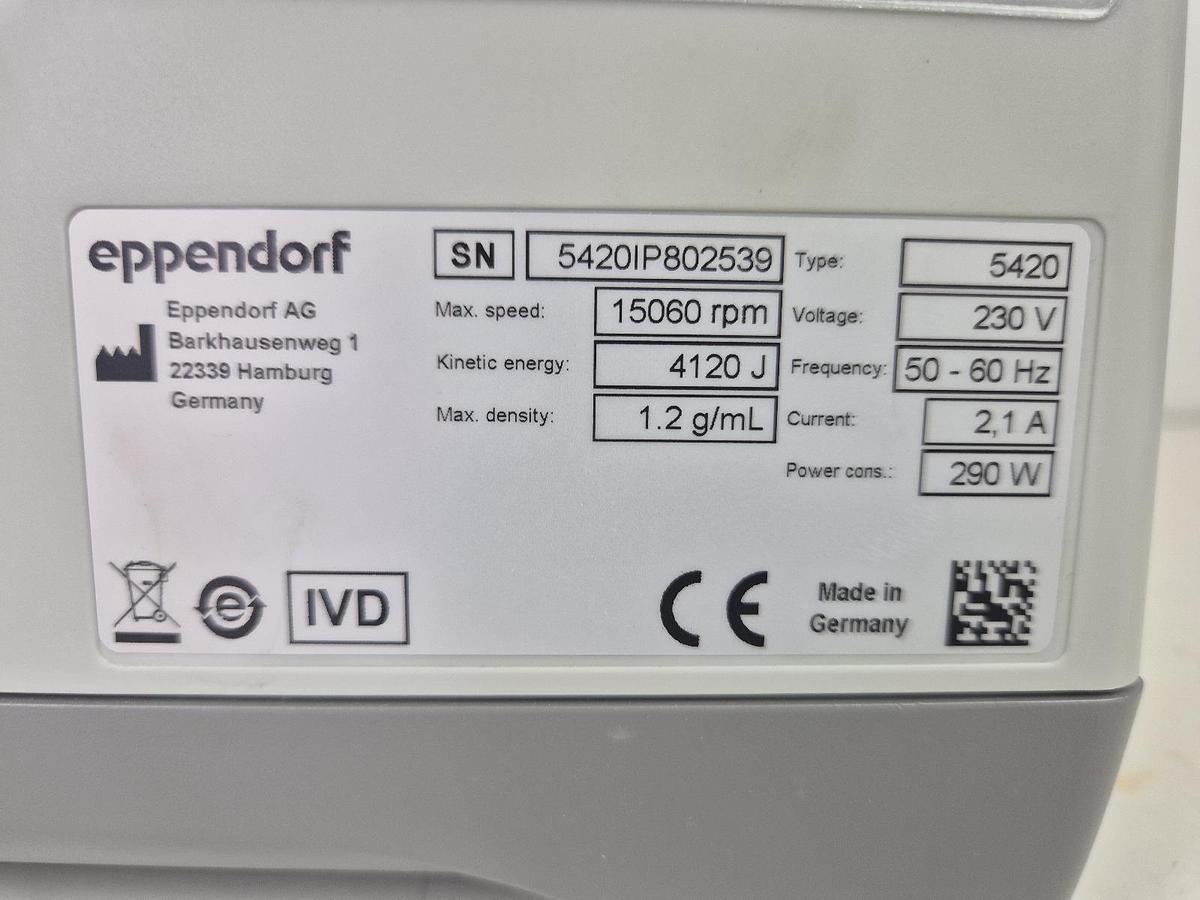 eppendorf
Eppendorf AG
Barkhausenweg 1
22339 Hamburg
Germany
SN 5420IP802539
Max. speed: 15060 rpm
Kinetic energy: 4120 J
Max. density: 1.2 g/mL
Type: 5420
Voltage: 230 V
Frequency: 50 - 60 Hz
Current: 2,1 A
Power cons.: 290 W
e
IVD
CE
Made in
Germany